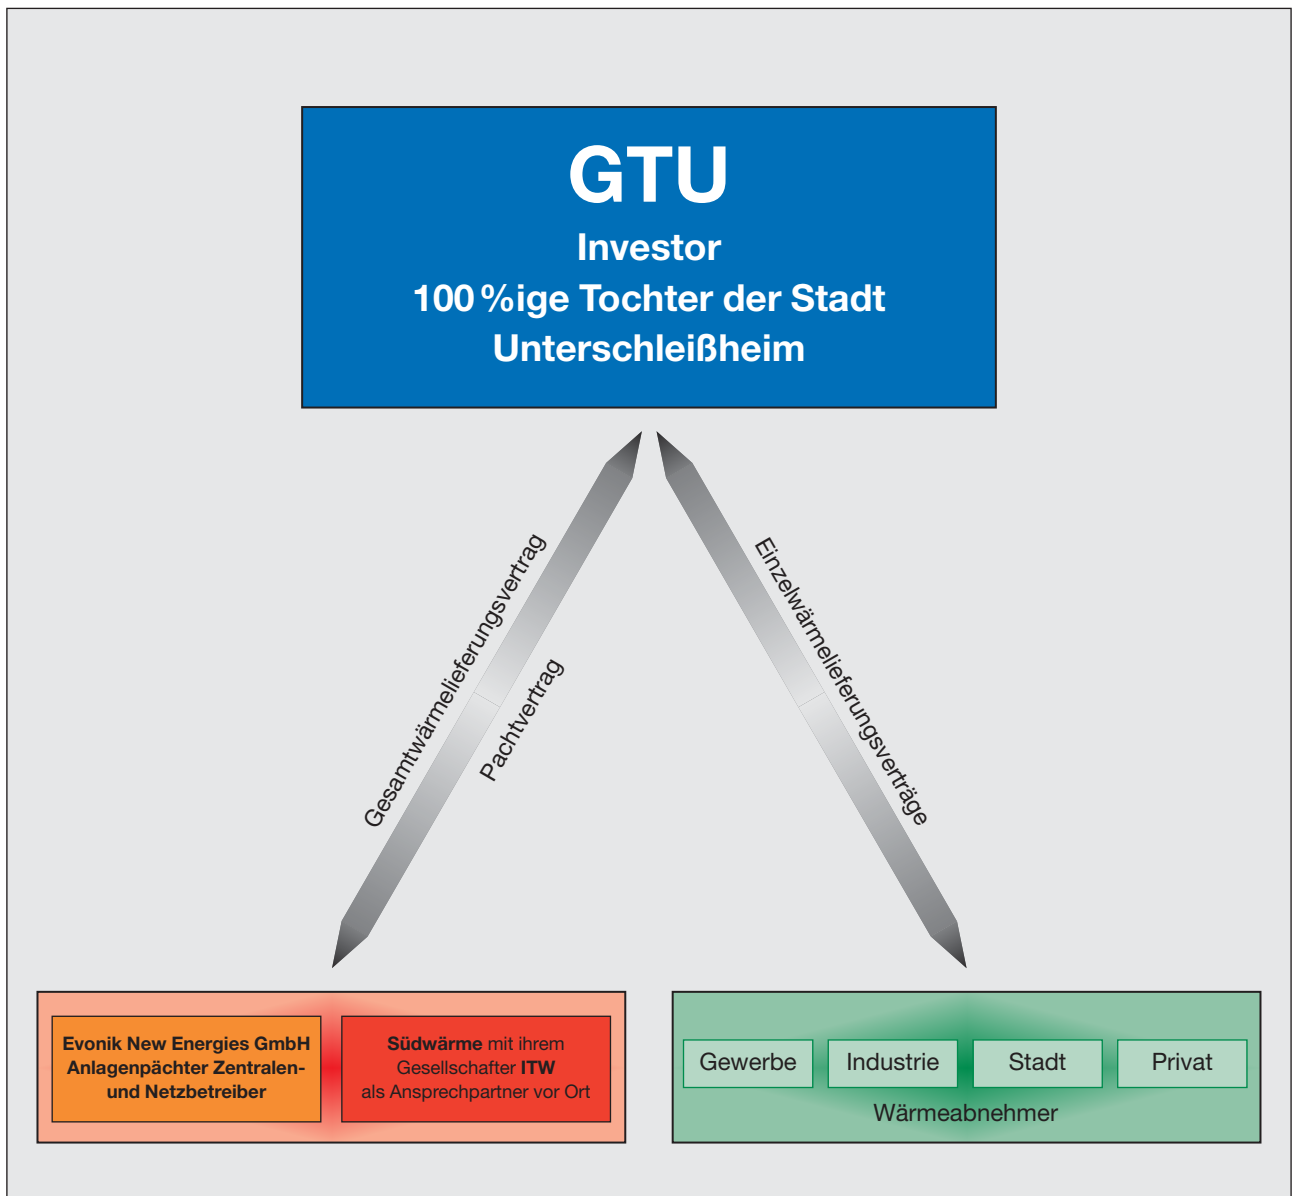 GTU
Investor
100 %ige Tochter der Stadt
Unterschleißheim
Gesamtwärmelieferungsvertrag
Pachtvertrag
Einzelwärmelieferungsverträge
Evonik New Energies GmbH
Anlagenpächter Zentralen-
und Netzbetreiber
Südwärme mit ihrem
Gesellschafter ITW
als Ansprechpartner vor Ort
Gewerbe
Industrie
Stadt
Privat
Wärmeabnehmer